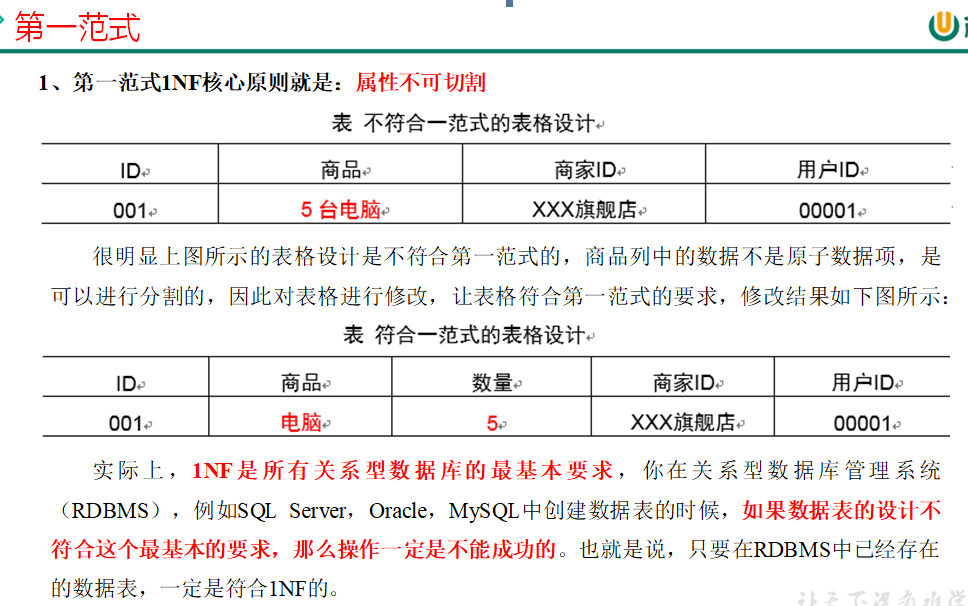 第一范式
1、第一范式1NF核心原则就是：属性不可切割
表 不符合一范式的表格设计
ID 商品 商家ID 用户ID
001 5 台电脑 XXX旗舰店 00001
很明显上图所示的表格设计是不符合第一范式的，商品列中的数据不是原子数据项，是
可以进行分割的，因此对表格进行修改，让表格符合第一范式的要求，修改结果如下图所示：
表 符合一范式的表格设计
ID 商品 数量 商家ID 用户ID
001 电脑 5 XXX旗舰店 00001
实际上，1NF是所有关系型数据库的最基本要求，你在关系型数据库管理系统
（RDBMS），例如SQL Server，Oracle，MySQL中创建数据表的时候，如果数据表的设计不
符合这个最基本的要求，那么操作一定是不能成功的。也就是说，只要在RDBMS中已经存在
的数据表，一定是符合1NF的。